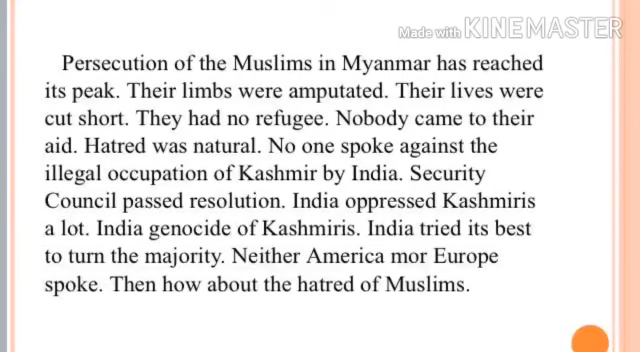 Made with KINEMASTER
Persecution of the Muslims in Myanmar has reached
its peak. Their limbs were amputated. Their lives were
cut short. They had no refugee. Nobody came to their
aid. Hatred was natural. No one spoke against the
illegal occupation of Kashmir by India. Security
Council passed resolution. India oppressed Kashmiris
a lot. India genocide of Kashmiris. India tried its best
to turn the majority. Neither America mor Europe
spoke. Then how about the hatred of Muslims.